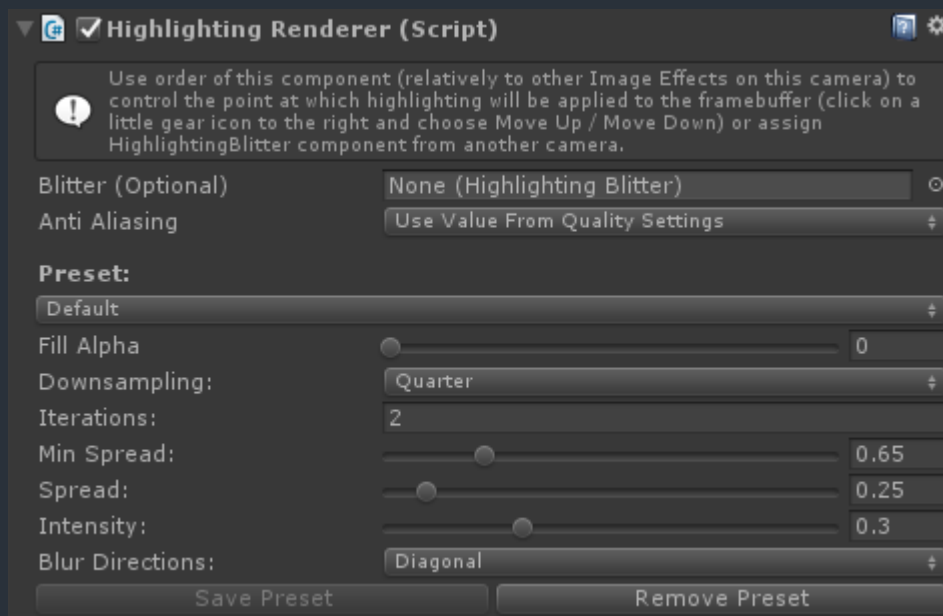 Highlighting Renderer (Script)
Use order of this component (relatively to other Image Effects on this camera) to
control the point at which highlighting will be applied to the framebuffer (click on a
little gear icon to the right and choose Move Up / Move Down) or assign
HighlightingBlitter component from another camera.
Blitter (Optional) None (Highlighting Blitter)
Anti Aliasing Use Value From Quality Settings
Preset:
Default
Fill Alpha 0
Downsampling: Quarter
Iterations: 2
Min Spread: 0.65
Spread: 0.25
Intensity: 0.3
Blur Directions: Diagonal
Save Preset Remove Preset